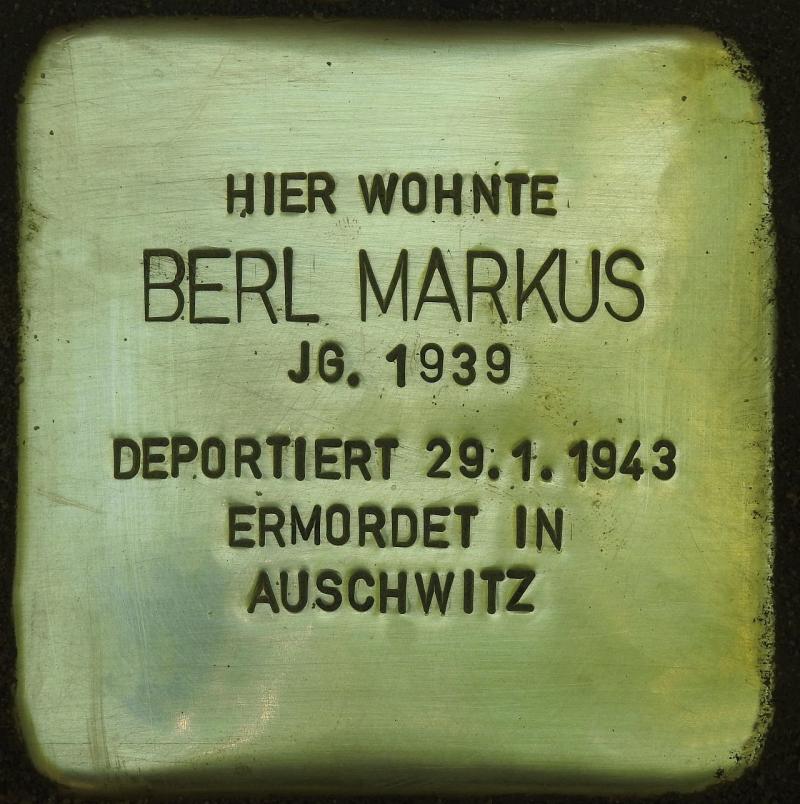 HIER WOHNTE
BERL MARKUS
JG. 1939
DEPORTIERT 29.1.1943
ERMORDET IN
AUSCHWITZ